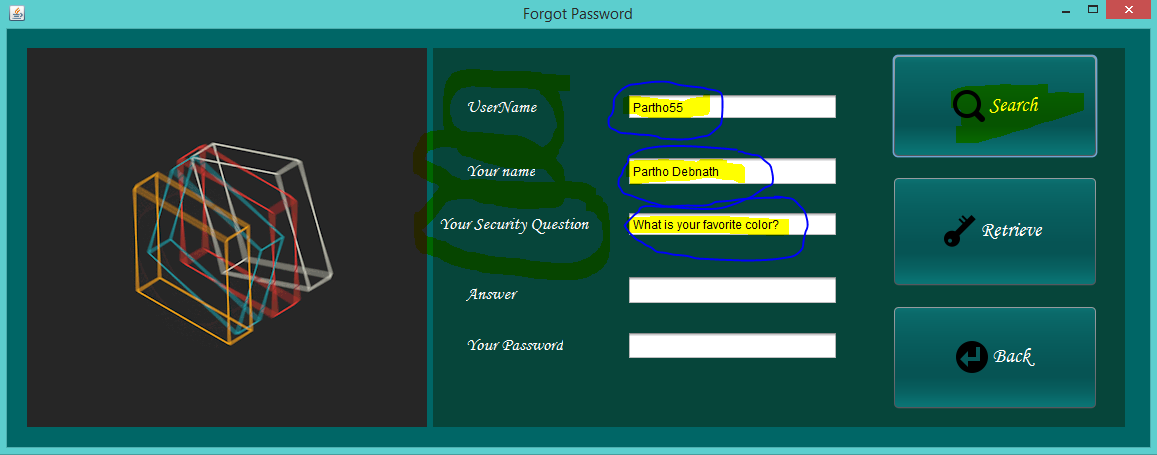 Forgot Password
UserName Partho55
Search
Your name Partho Debnath
Your Security Question What is your favorite color?
Retrieve
Answer
Your Password
Back